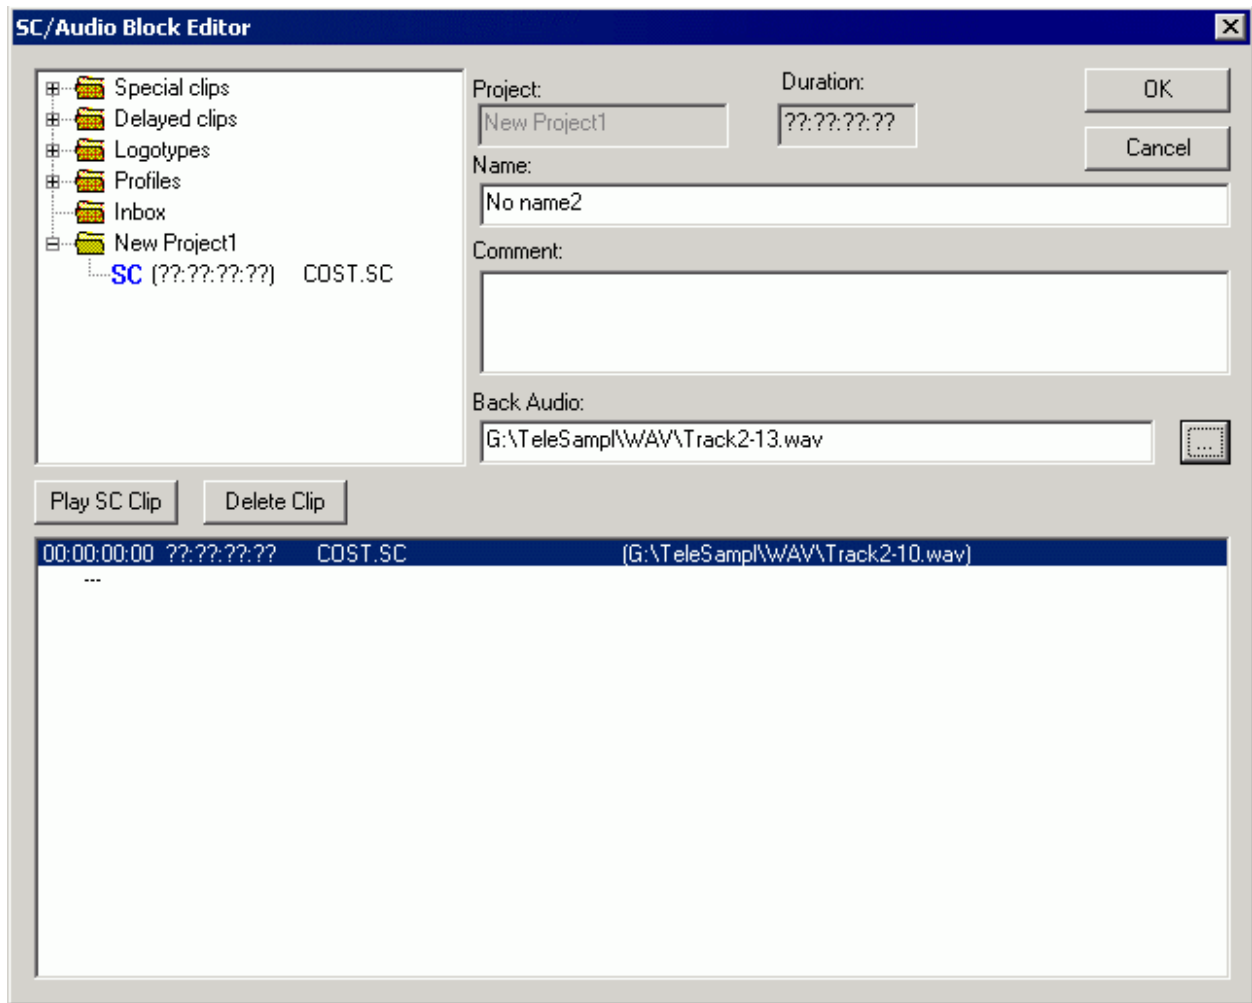 SC/Audio Block Editor
Special clips
Delayed clips
Logotypes
Profiles
Inbox
New Project1
SC (??:??:??:??) COST.SC
Project:
New Project1
Duration:
??:??:??:??
OK
Cancel
Name:
No name2
Comment:
Back Audio:
G:\TeleSampl\WAV\Track2-13.wav
...
Play SC Clip
Delete Clip
00:00:00:00 ??:??:??:?? COST.SC (G:\TeleSampl\WAV\Track2-10.wav)
---